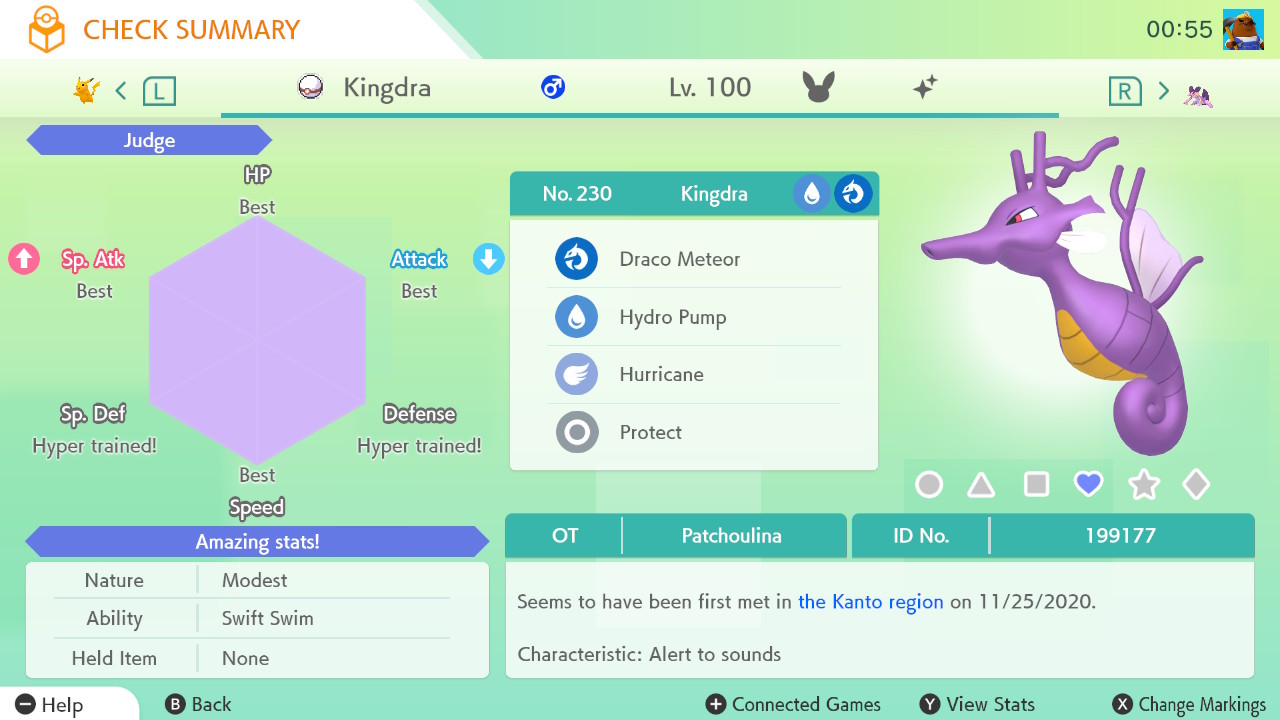 CHECK SUMMARY
00:55
L
Kingdra
Lv. 100
R
Judge
HP
Best
Sp. Atk
Best
Attack
Best
Sp. Def
Hyper trained!
Defense
Hyper trained!
Best
Speed
Amazing stats!
Nature Modest
Ability Swift Swim
Held Item None
No. 230 Kingdra
Draco Meteor
Hydro Pump
Hurricane
Protect
OT Patchoulina
ID No. 199177
Seems to have been first met in the Kanto region on 11/25/2020.
Characteristic: Alert to sounds
Help
B Back
Connected Games
Y View Stats
X Change Markings